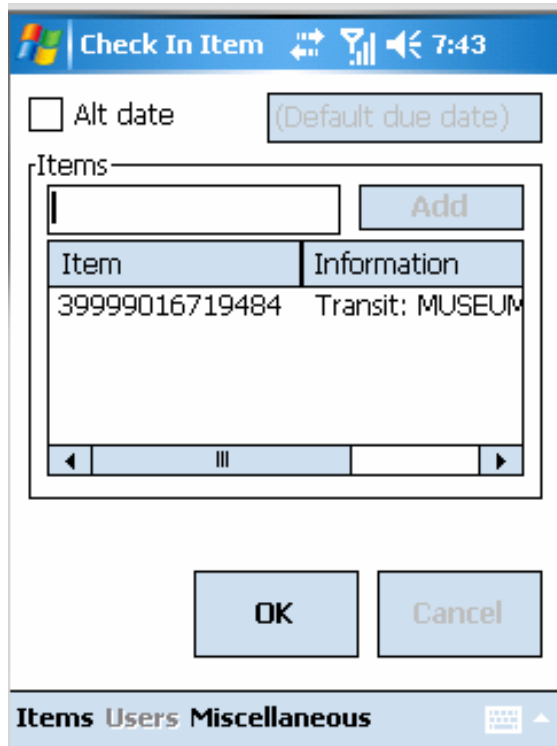 Check In Item 7:43
Alt date (Default due date)
Items
Add
Item Information
39999016719484 Transit: MUSEUM
OK Cancel
Items Users Miscellaneous